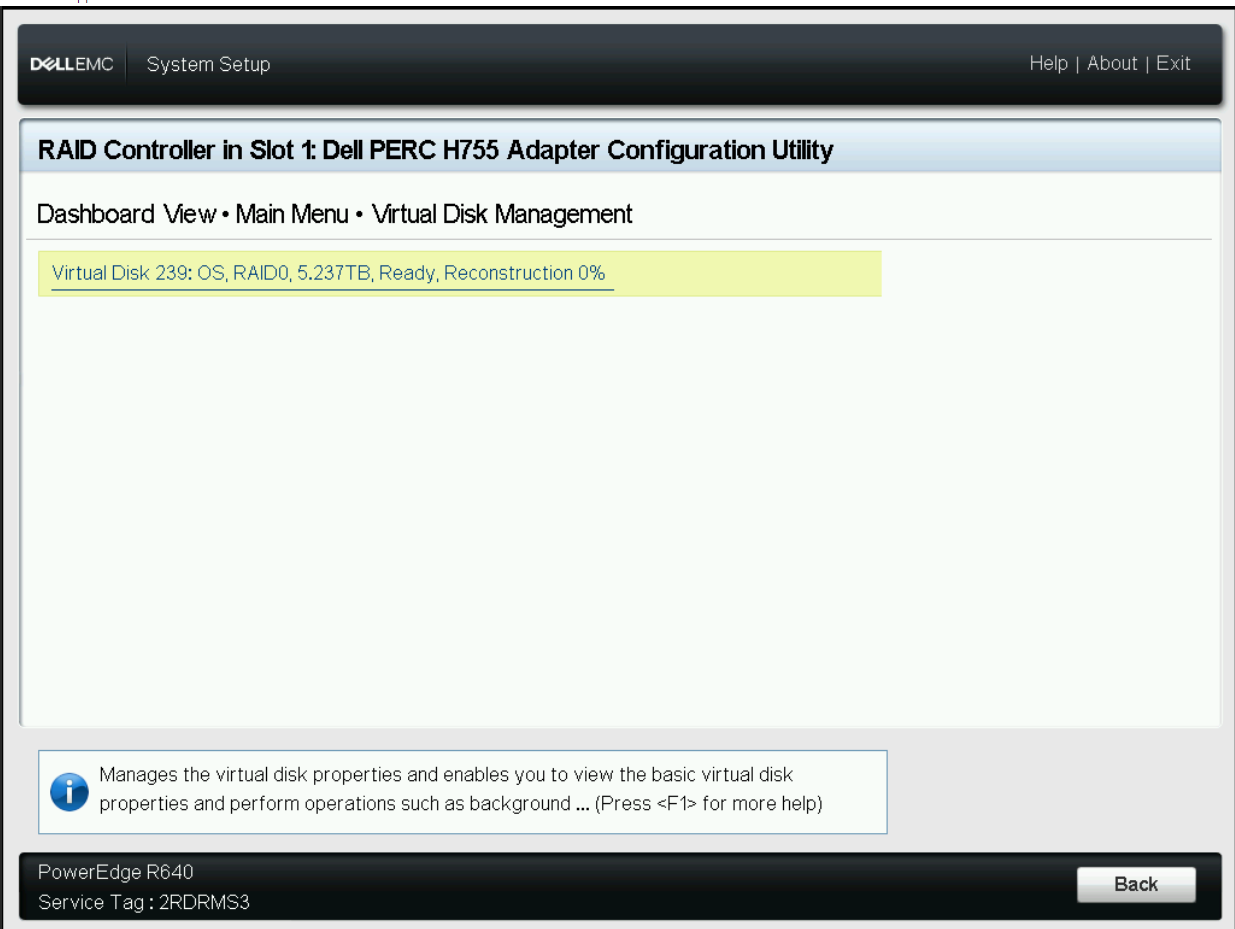 DELLEMC System Setup Help | About | Exit
RAID Controller in Slot 1: Dell PERC H755 Adapter Configuration Utility
Dashboard View • Main Menu • Virtual Disk Management
Virtual Disk 239: OS, RAID0, 5.237TB, Ready, Reconstruction 0%
Manages the virtual disk properties and enables you to view the basic virtual disk
properties and perform operations such as background ... (Press <F1> for more help)
PowerEdge R640
Service Tag : 2RDRMS3
Back